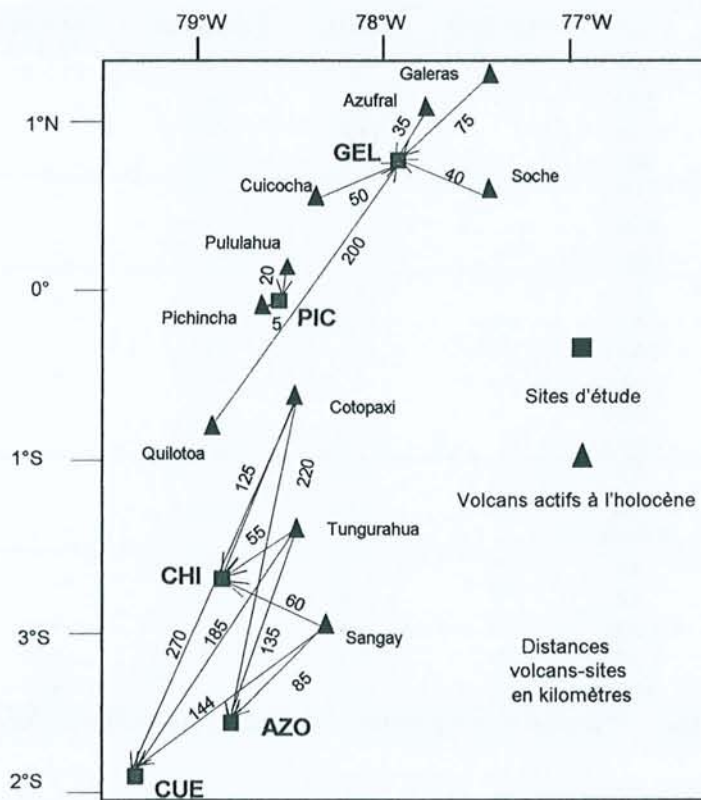 79°W
78°W
77°W
Galeras
Azufral
1°N
35
75
GEL
Cuicocha
50
40
Soche
Pululahua
200
20
0°
Pichincha
5
PIC
Sites d'étude
Cotopaxi
Quilotoa
1°S
125
220
Volcans actifs à l'holocène
55
Tungurahua
CHI
60
3°S
270
185
135
Sangay
Distances
volcans-sites
en kilomètres
85
144
AZO
2°S
CUE